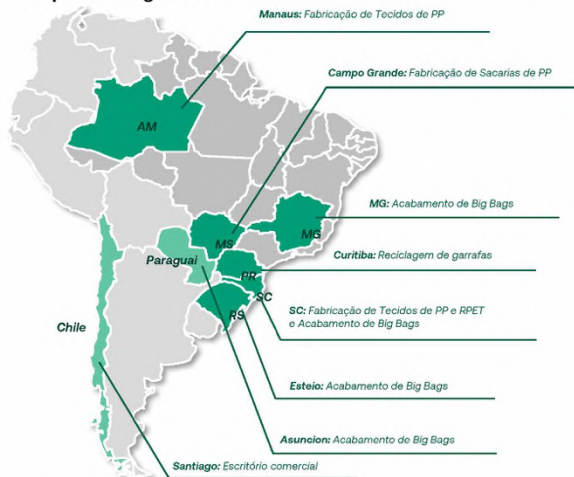 Manaus: Fabricação de Tecidos de PP
Campo Grande: Fabricação de Sacarias de PP
AM
MG: Acabamento de Big Bags
MG
MS
Curitiba: Reciclagem de garrafas
Paraguai
PR
SC
SC: Fabricação de Tecidos de PP e RPET
e Acabamento de Big Bags
RS
Chile
Esteio: Acabamento de Big Bags
Asuncion: Acabamento de Big Bags
Santiago: Escritório comercial